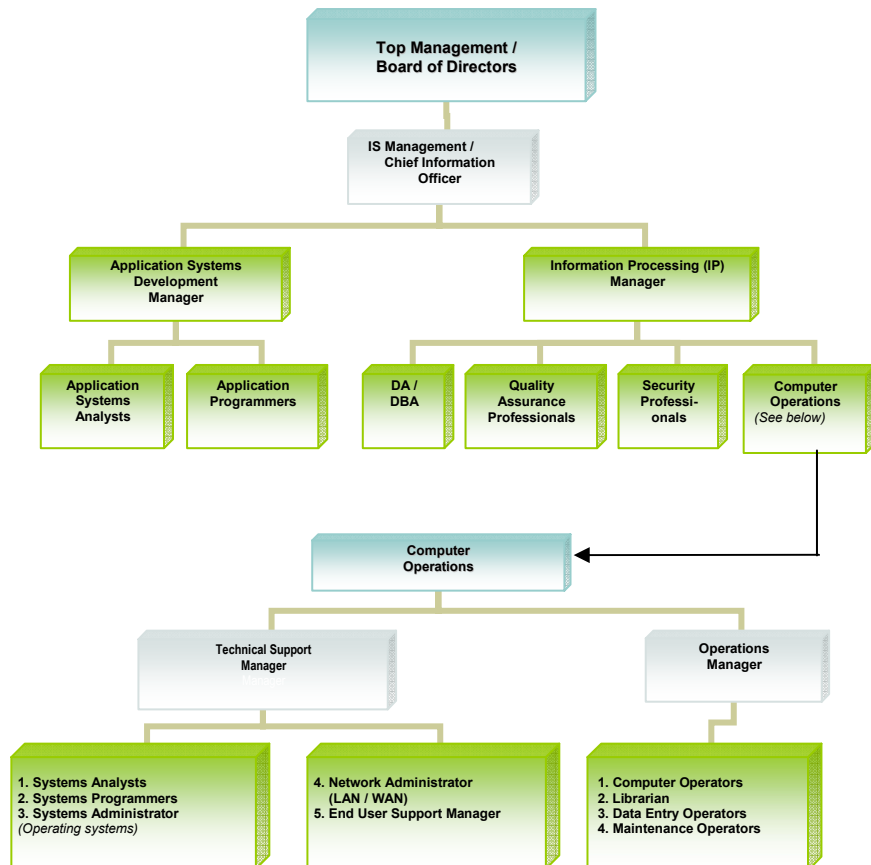 Top Management /
Board of Directors
IS Management /
Chief Information
Officer
Application Systems
Development
Manager
Information Processing (IP)
Manager
Application
Systems
Analysts
Application
Programmers
DA /
DBA
Quality
Assurance
Professionals
Security
Professi-
onals
Computer
Operations
(See below)
Computer
Operations
Technical Support
Manager
Manager
Operations
Manager
1. Systems Analysts
2. Systems Programmers
3. Systems Administrator
(Operating systems)
4. Network Administrator
(LAN / WAN)
5. End User Support Manager
1. Computer Operators
2. Librarian
3. Data Entry Operators
4. Maintenance Operators